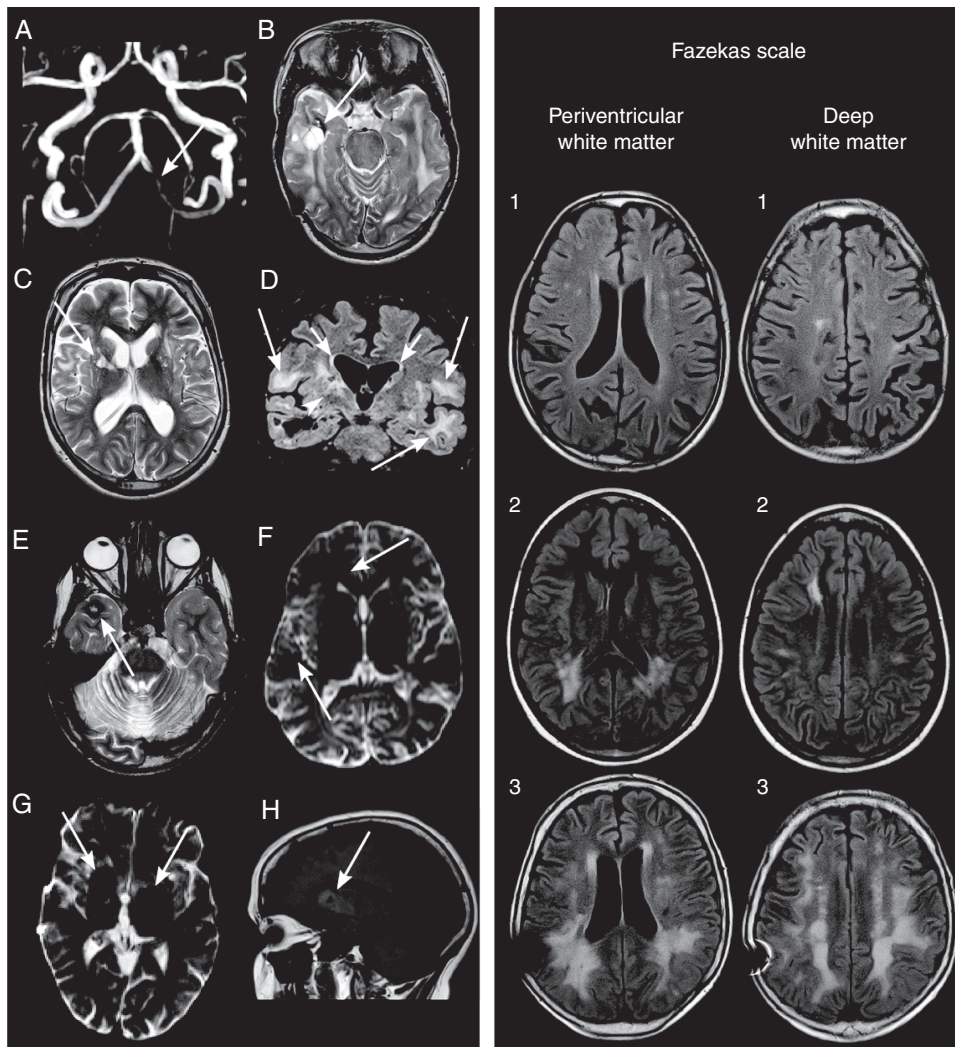 A
B
C
D
E
F
G
H
Fazekas scale
Periventricular
white matter
Deep
white matter
1
1
2
2
3
3